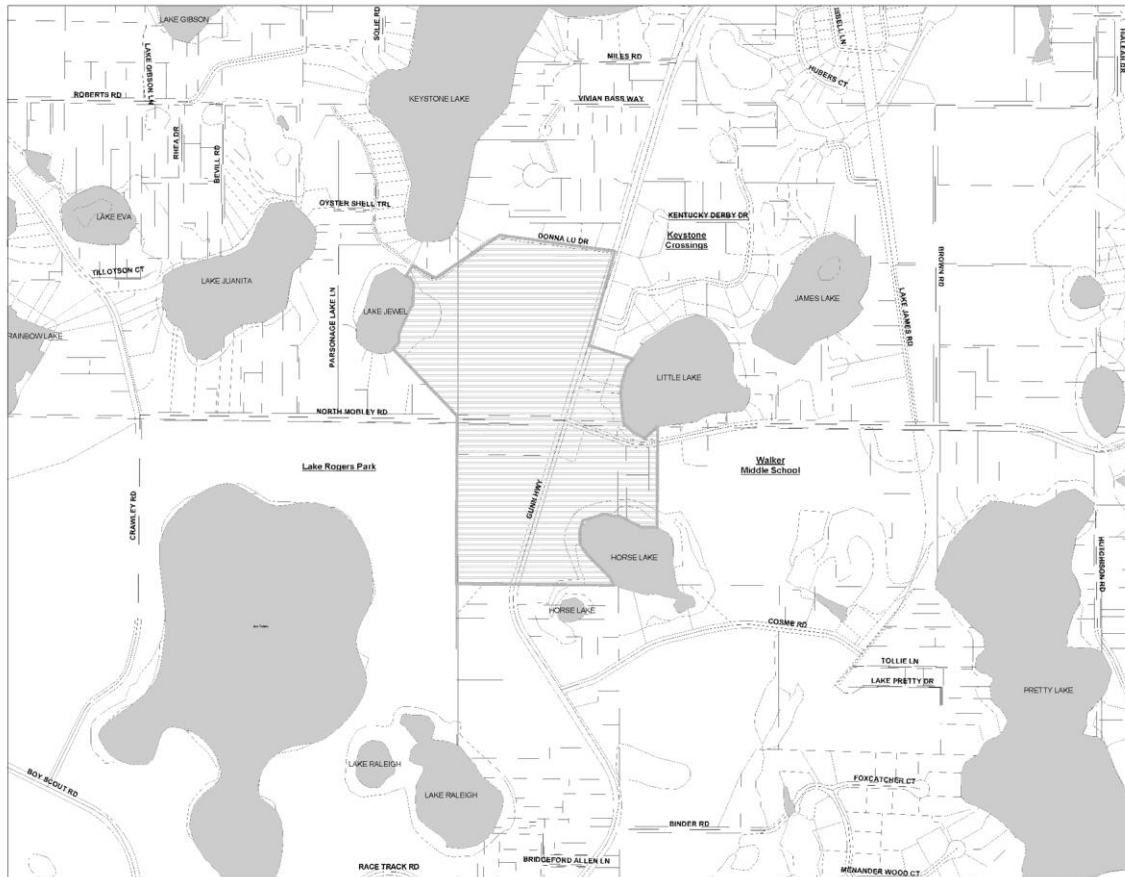 LAKE GIBSON
SOLIE RD
LAKE GIBSON LN
MILES RD
HUBERS CT
KEYSTONE LAKE
ROBERTS RD
VIVIAN BASS WAY
RHEA DR
BEVILL RD
OYSTER SHELL TRL
LAKE EVA
KENTUCKY DERBY DR
Keystone
Crossings
DONNA LU DR
TILLOTSON CT
LAKE JUANITA
LAKE JEWEL
JAMES LAKE
BROWN RD
LAKE JAMES RD
RAINBOW LAKE
PARSONAGE LAKE LN
LITTLE LAKE
NORTH MOBLEY RD
Lake Rogers Park
Walker
Middle School
CRAWLEY RD
GUNN HWY
HORSE LAKE
HUTCHISON RD
HORSE LAKE
COSME RD
TOLLIE LN
LAKE PRETTY DR
PRETTY LAKE
BOY SCOUT RD
LAKE RALEIGH
LAKE RALEIGH
FOXCATCHER CT
BINDER RD
BRIDGEFORD ALLEN LN
RACE TRACK RD
MENANDER WOOD CT